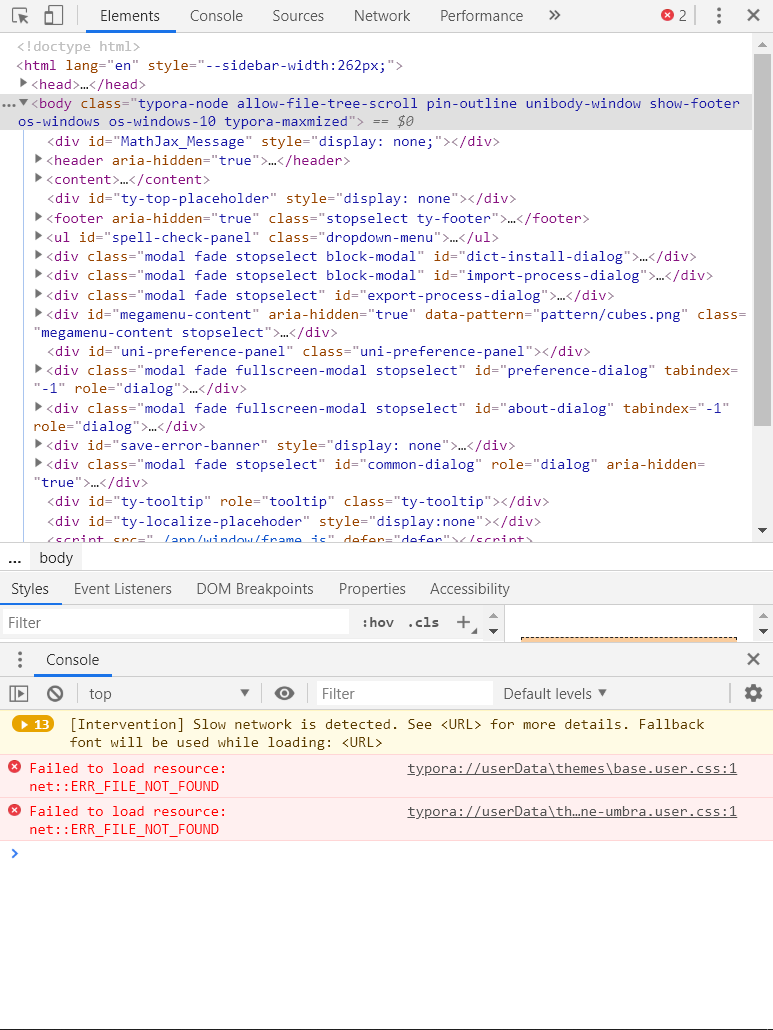 Elements Console Sources Network Performance » 2
<!doctype html>
<html lang="en" style="--sidebar-width:262px;">
<head>…</head>
…<body class="typora-node allow-file-tree-scroll pin-outline unibody-window show-footer
os-windows os-windows-10 typora-maxmized"> == $0
<div id="MathJax_Message" style="display: none;"></div>
<header aria-hidden="true">…</header>
<content>…</content>
<div id="ty-top-placeholder" style="display: none"></div>
<footer aria-hidden="true" class="stopselect ty-footer">…</footer>
<ul id="spell-check-panel" class="dropdown-menu">…</ul>
<div class="modal fade stopselect block-modal" id="dict-install-dialog">…</div>
<div class="modal fade stopselect block-modal" id="import-process-dialog">…</div>
<div class="modal fade stopselect" id="export-process-dialog">…</div>
<div id="megamenu-content" aria-hidden="true" data-pattern="pattern/cubes.png" class=
"megamenu-content stopselect">…</div>
<div id="uni-preference-panel" class="uni-preference-panel"></div>
<div class="modal fade fullscreen-modal stopselect" id="preference-dialog" tabindex=
"-1" role="dialog">…</div>
<div class="modal fade fullscreen-modal stopselect" id="about-dialog" tabindex="-1"
role="dialog">…</div>
<div id="save-error-banner" style="display: none">…</div>
<div class="modal fade stopselect" id="common-dialog" role="dialog" aria-hidden=
"true">…</div>
<div id="ty-tooltip" role="tooltip" class="ty-tooltip"></div>
<div id="ty-localize-placehoder" style="display:none"></div>
<script src="./app/window/frame.js" defer="defer"></script>
... body
Styles Event Listeners DOM Breakpoints Properties Accessibility
Filter :hov .cls +
Console
top Filter Default levels
13 [Intervention] Slow network is detected. See <URL> for more details. Fallback
font will be used while loading: <URL>
Failed to load resource: typora://userData\themes\base.user.css:1
net::ERR_FILE_NOT_FOUND
Failed to load resource: typora://userData\th…ne-umbra.user.css:1
net::ERR_FILE_NOT_FOUND